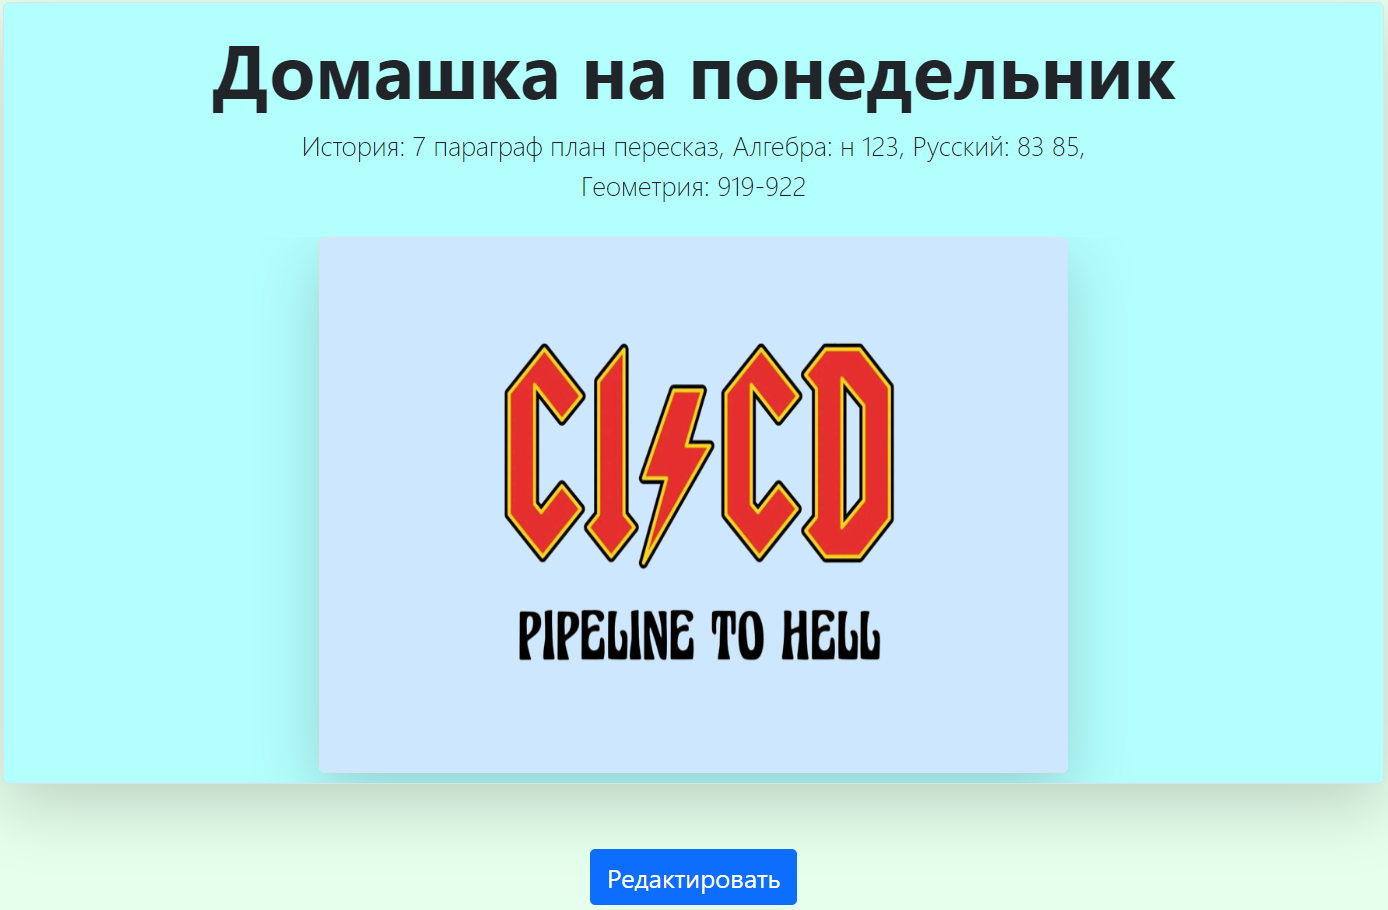 Домашка на понедельник
История: 7 параграф план пересказ, Алгебра: н 123, Русский: 83 85,
Геометрия: 919-922
CI CD
PIPELINE TO HELL
Редактировать